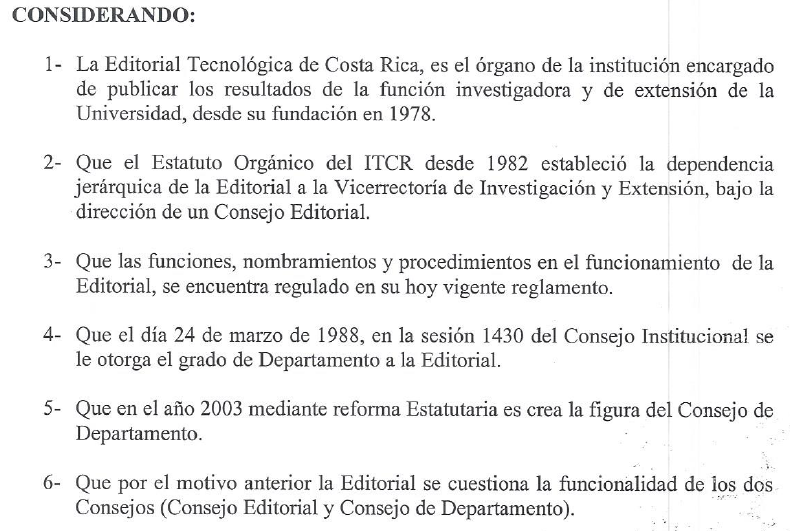 CONSIDERANDO:
1- La Editorial Tecnológica de Costa Rica, es el órgano de la institución encargado
de publicar los resultados de la función investigadora y de extensión de la
Universidad, desde su fundación en 1978.
2- Que el Estatuto Orgánico del ITCR desde 1982 estableció la dependencia
jerárquica de la Editorial a la Vicerrectoría de Investigación y Extensión, bajo la
dirección de un Consejo Editorial.
3- Que las funciones, nombramientos y procedimientos en el funcionamiento de la
Editorial, se encuentra regulado en su hoy vigente reglamento.
4- Que el día 24 de marzo de 1988, en la sesión 1430 del Consejo Institucional se
le otorga el grado de Departamento a la Editorial.
5- Que en el año 2003 mediante reforma Estatutaria es crea la figura del Consejo de
Departamento.
6- Que por el motivo anterior la Editorial se cuestiona la funcionalidad de los dos
Consejos (Consejo Editorial y Consejo de Departamento).